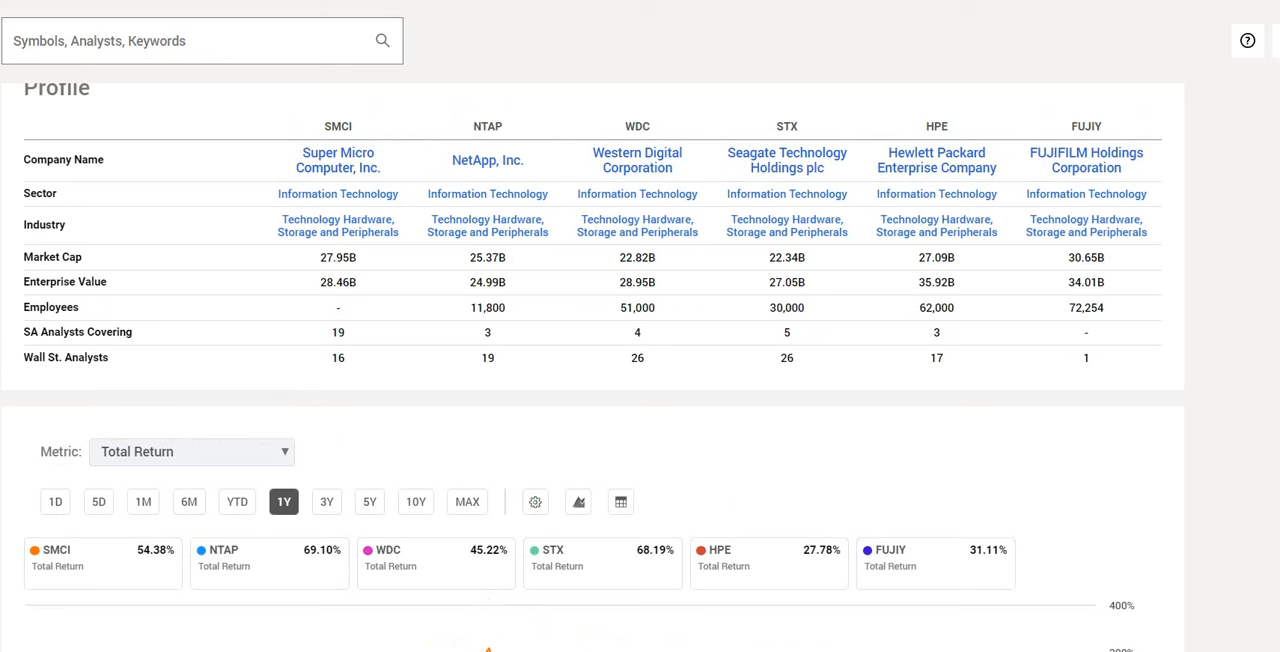 Symbols, Analysts, Keywords
Profile
SMCI NTAP WDC STX HPE FUJIY
Company Name Super Micro Computer, Inc. NetApp, Inc. Western Digital Corporation Seagate Technology Holdings plc Hewlett Packard Enterprise Company FUJIFILM Holdings Corporation
Sector Information Technology Information Technology Information Technology Information Technology Information Technology Information Technology
Industry Technology Hardware, Storage and Peripherals Technology Hardware, Storage and Peripherals Technology Hardware, Storage and Peripherals Technology Hardware, Storage and Peripherals Technology Hardware, Storage and Peripherals Technology Hardware, Storage and Peripherals
Market Cap 27.95B 25.37B 22.82B 22.34B 27.09B 30.65B
Enterprise Value 28.46B 24.99B 28.95B 27.05B 35.92B 34.01B
Employees - 11,800 51,000 30,000 62,000 72,254
SA Analysts Covering 19 3 4 5 3 -
Wall St. Analysts 16 19 26 26 17 1
Metric: Total Return
1D 5D 1M 6M YTD 1Y 3Y 5Y 10Y MAX
SMCI 54.38% NTAP 69.10% WDC 45.22% STX 68.19% HPE 27.78% FUJIY 31.11%
Total Return Total Return Total Return Total Return Total Return Total Return
400%